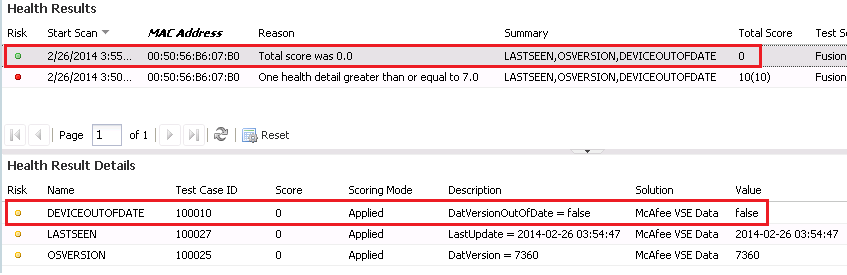 Health Results
Risk Start Scan MAC Address Reason Summary Total Score Test Sc
2/26/2014 3:55... 00:50:56:B6:07:B0 Total score was 0.0 LASTSEEN,OSVERSION,DEVICEOUTOFDATE 0 Fusion
2/26/2014 3:50... 00:50:56:B6:07:B0 One health detail greater than or equal to 7.0 LASTSEEN,OSVERSION,DEVICEOUTOFDATE 10(10) Fusion
Page 1 of 1 Reset
Health Result Details
Risk Name Test Case ID Score Scoring Mode Description Solution Value
DEVICEOUTOFDATE 100010 0 Applied DatVersionOutOfDate = false McAfee VSE Data false
LASTSEEN 100027 0 Applied LastUpdate = 2014-02-26 03:54:47 McAfee VSE Data 2014-02-26 03:54:47
OSVERSION 100025 0 Applied DatVersion = 7360 McAfee VSE Data 7360